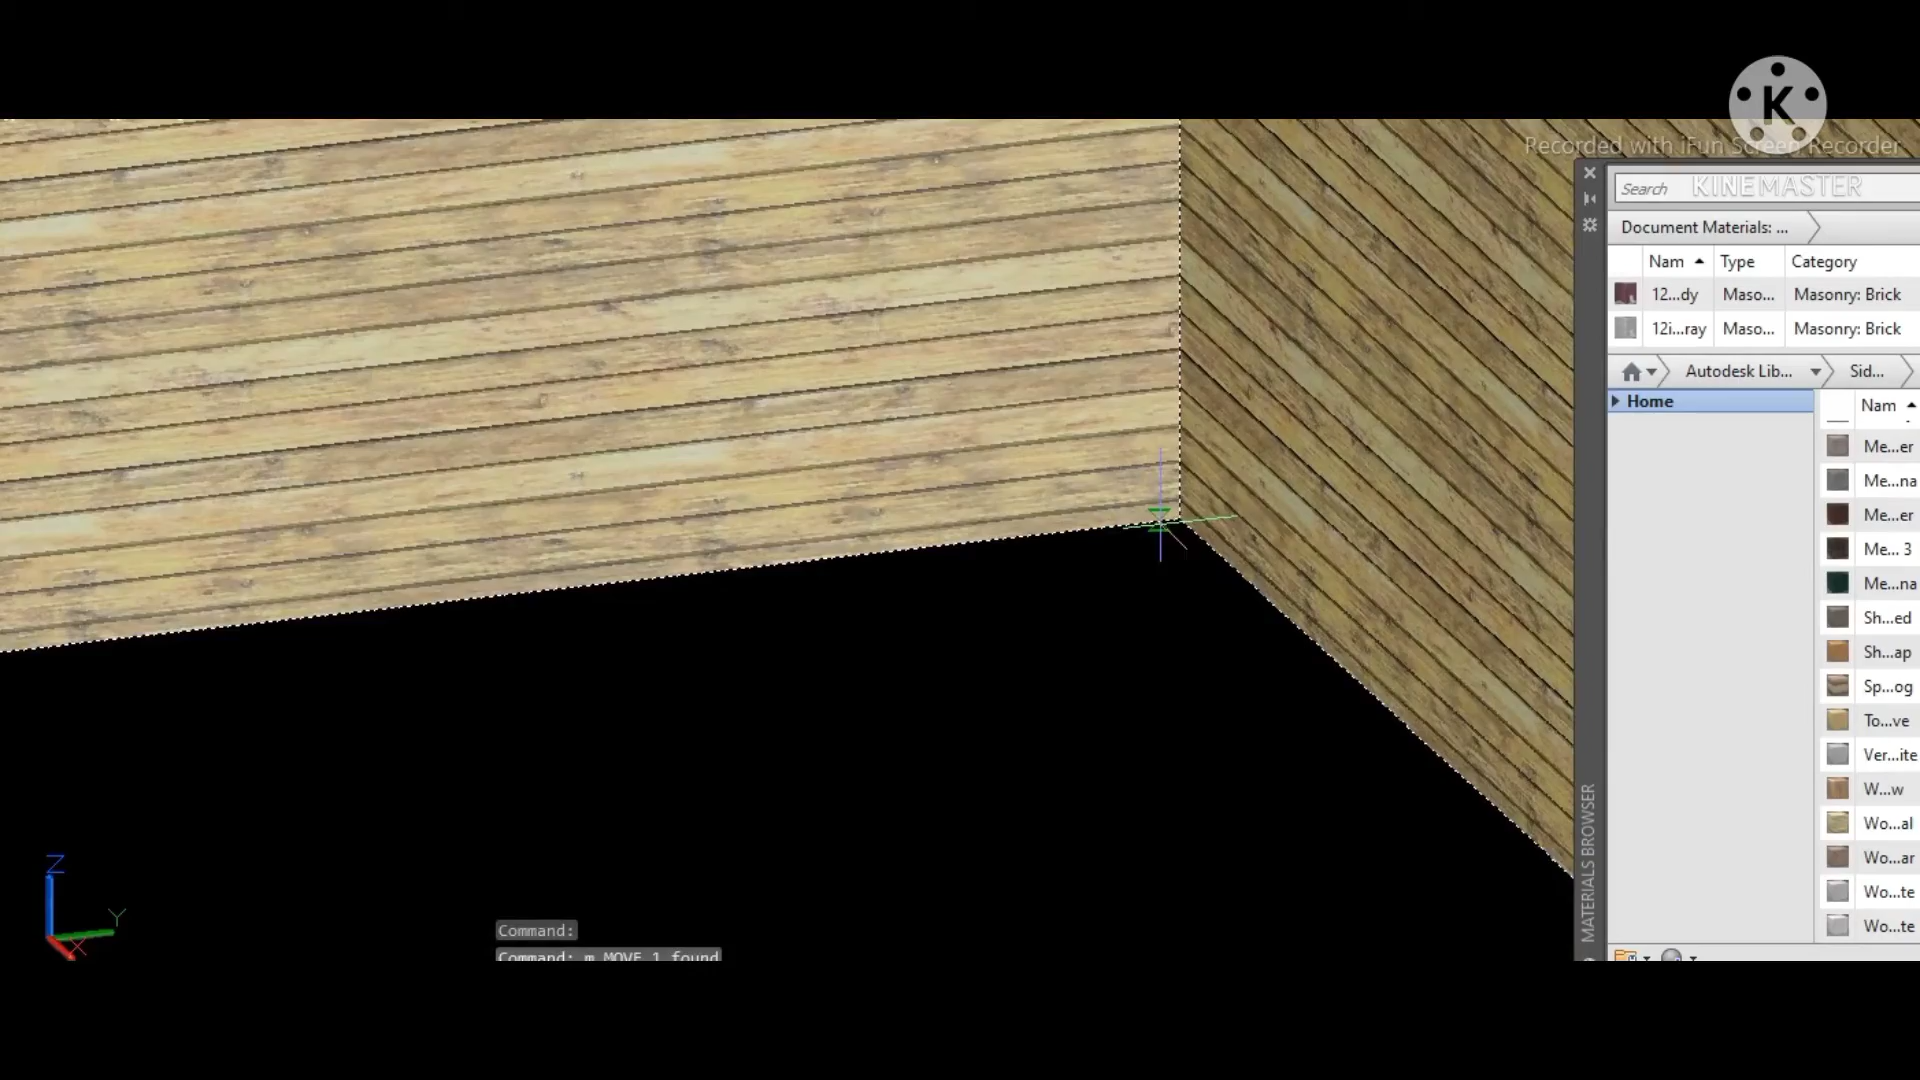 K
Recorded with iFun Screen Recorder
Search
KINEMASTER
Document Materials: ...
Nam Type Category
12...dy Maso... Masonry: Brick
12i...ray Maso... Masonry: Brick
Autodesk Lib... Sid...
Home
Nam
Me...er
Me...na
Me...er
Me... 3
Me...na
Sh...ed
Sh...ap
Sp...og
To...ve
Ver...ite
W...w
Wo...al
Wo...ar
Wo...te
Wo...te
MATERIALS BROWSER
Z
Y
X
Command:
Command: m MOVE 1 found